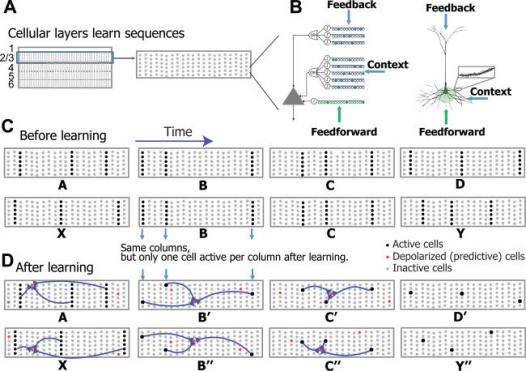 A
Cellular layers learn sequences
1
2/3
4
5
6
B
Feedback
Context
Feedforward
Feedback
Context
Feedforward
C
Before learning
Time
A
B
C
D
X
B
C
Y
Same columns,
but only one cell active per column after learning.
Active cells
Depolarized (predictive) cells
Inactive cells
D
After learning
A
B′
C′
D′
X
B′′
C′′
Y′′